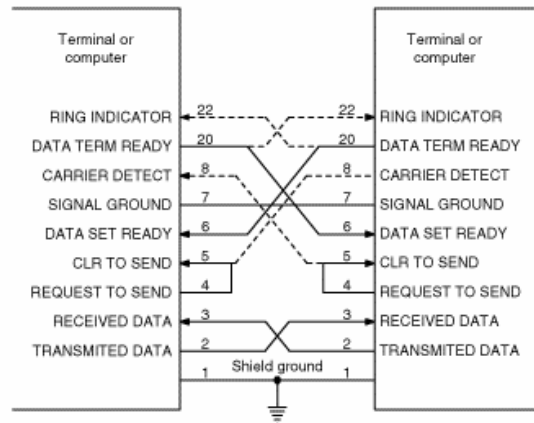 Terminal or
computer
Terminal or
computer
RING INDICATOR 22 22 RING INDICATOR
DATA TERM READY 20 20 DATA TERM READY
CARRIER DETECT 8 8 CARRIER DETECT
SIGNAL GROUND 7 7 SIGNAL GROUND
DATA SET READY 6 6 DATA SET READY
CLR TO SEND 5 5 CLR TO SEND
REQUEST TO SEND 4 4 REQUEST TO SEND
RECEIVED DATA 3 3 RECEIVED DATA
TRANSMITED DATA 2 2 TRANSMITED DATA
1 Shield ground 1